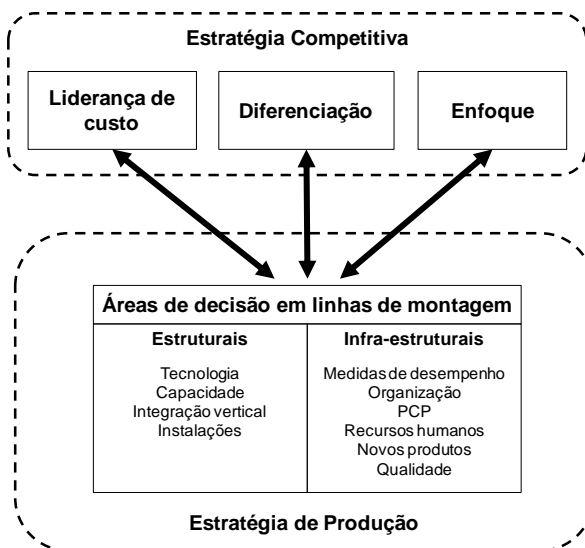 Estratégia Competitiva
Liderança de
custo
Diferenciação
Enfoque
Áreas de decisão em linhas de montagem
Estruturais
Tecnologia
Capacidade
Integração vertical
Instalações
Infra-estruturais
Medidas de desempenho
Organização
PCP
Recursos humanos
Novos produtos
Qualidade
Estratégia de Produção